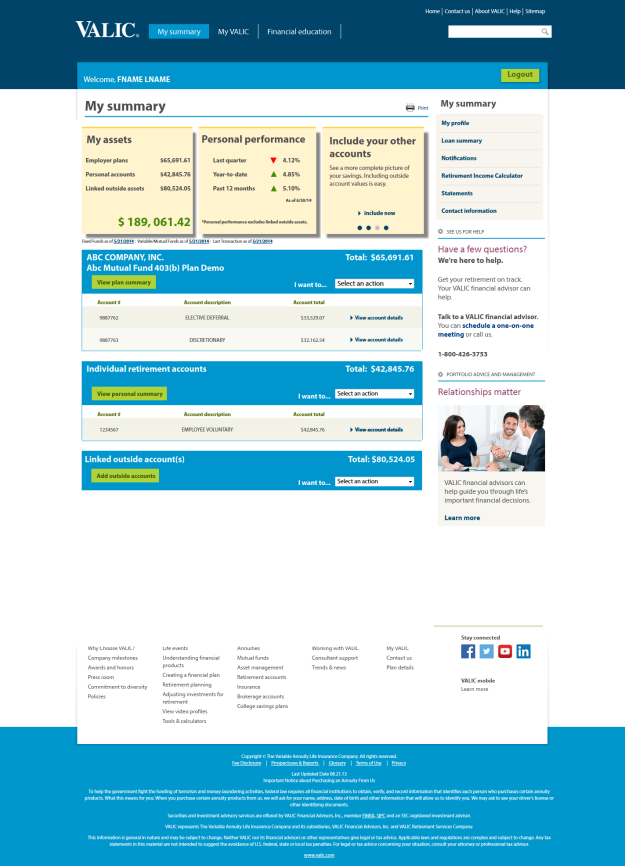 Home | Contact us | About VALIC | Help | Sitemap
VALIC® My summary My VALIC Financial education
Welcome, FNAME LNAME
Logout
My summary
Print
My assets
Employer plans $65,691.61
Personal accounts $42,845.76
Linked outside assets $80,524.05
$ 189, 061.42
Personal performance
Last quarter ▼ 4.12%
Year-to-date ▲ 4.85%
Past 12 months ▲ 5.10%
As of 6/30/14
*Personal performance excludes linked outside assets.
Include your other
accounts
See a more complete picture of
your savings. Including outside
account values is easy.
Include now
Fixed Funds as of 5/21/2014 : Variable/Mutual Funds as of 5/21/2014 : Last Transaction as of 5/21/2014
ABC COMPANY, INC. Total: $65,691.61
Abc Mutual Fund 403(b) Plan Demo
View plan summary I want to... Select an action
Account # Account description Account total
9887762 ELECTIVE DEFERRAL $33,529.07 View account details
9887763 DISCRETIONARY $32,162.54 View account details
Individual retirement accounts Total: $42,845.76
View personal summary I want to... Select an action
Account # Account description Account total
1234567 EMPLOYEE VOLUNTARY $42,845.76 View account details
Linked outside account(s) Total: $80,524.05
Add outside accounts I want to... Select an action
My summary
My profile
Loan summary
Notifications
Retirement Income Calculator
Statements
Contact information
SEE US FOR HELP
Have a few questions?
We're here to help.
Get your retirement on track.
Your VALIC financial advisor can
help.
Talk to a VALIC financial advisor.
You can schedule a one-on-one
meeting or call us.
1-800-426-3753
PORTFOLIO ADVICE AND MANAGEMENT
Relationships matter
VALIC financial advisors can
help guide you through life's
important financial decisions.
Learn more
Why Choose VALIC?
Company milestones
Awards and honors
Press room
Commitment to diversity
Policies
Life events
Understanding financial
products
Creating a financial plan
Retirement planning
Adjusting investments for
retirement
View video profiles
Tools & calculators
Annuities
Mutual funds
Asset management
Retirement accounts
Insurance
Brokerage accounts
College savings plans
Working with VALIC
Consultant support
Trends & news
My VALIC
Contact us
Plan details
Stay connected
VALIC mobile
Learn more
Copyright © The Variable Annuity Life Insurance Company. All rights reserved.
Fee Disclosure | Prospectuses & Reports | Glossary | Terms of Use | Privacy
Last Updated Date 08.21.13
Important Notice about Purchasing an Annuity From Us
To help the government fight the funding of terrorism and money laundering activities, federal law requires all financial institutions to obtain, verify, and record information that identifies each person who purchases certain annuity
products. What this means for you: When you purchase certain annuity products from us, we will ask for your name, address, date of birth and other information that will allow us to identify you. We may ask to see your driver's license or
other identifying documents.
Securities and investment advisory services are offered by VALIC Financial Advisors, Inc., member FINRA, SIPC and an SEC-registered investment advisor.
VALIC represents The Variable Annuity Life Insurance Company and its subsidiaries, VALIC Financial Advisors, Inc. and VALIC Retirement Services Company.
This information is general in nature and may be subject to change. Neither VALIC nor its financial advisors or other representatives give legal or tax advice. Applicable laws and regulations are complex and subject to change. Any tax
statements in this material are not intended to suggest the avoidance of U.S. federal, state or local tax penalties. For legal or tax advice concerning your situation, consult your attorney or professional tax advisor.
www.valic.com